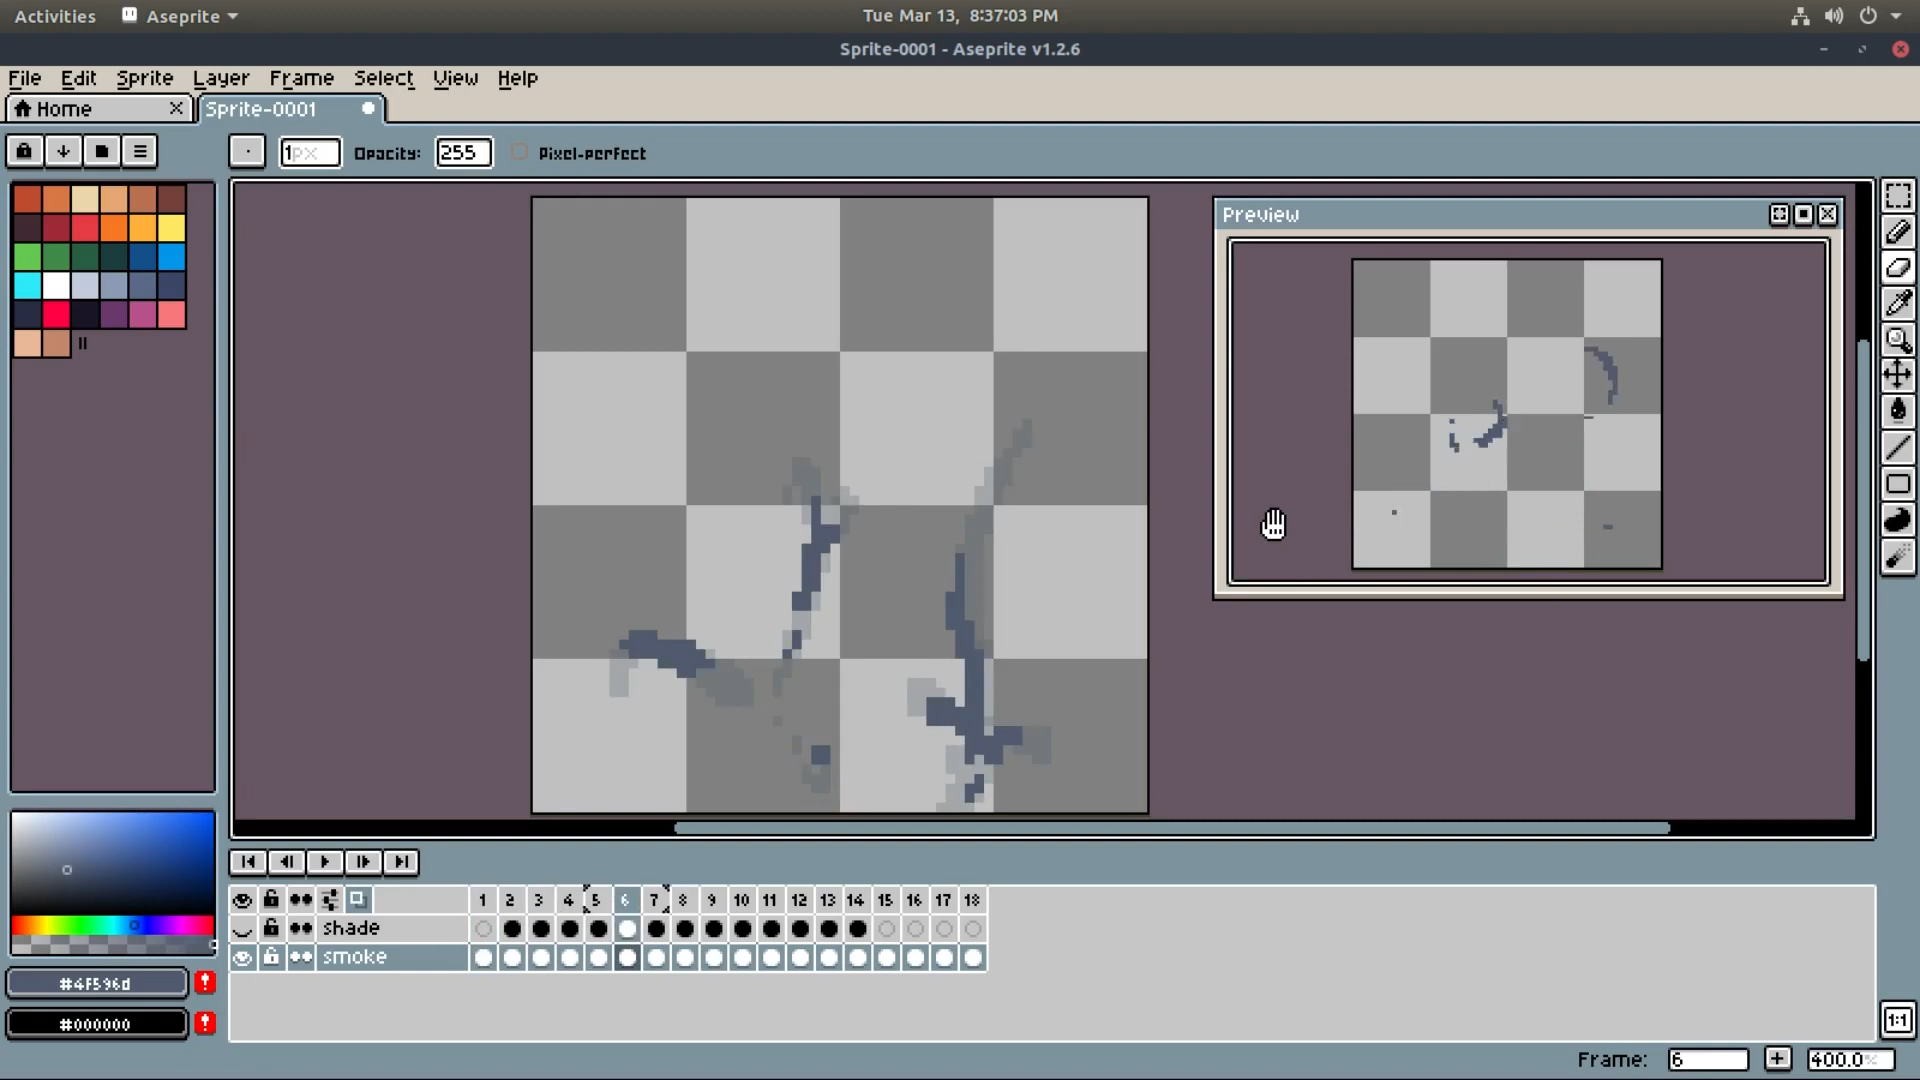 Activities Aseprite Tue Mar 13, 8:37:03 PM
Sprite-0001 - Aseprite v1.2.6
File Edit Sprite Layer Frame Select View Help
Home Sprite-0001
1px Opacity: 255 Pixel-perfect
Preview
1 2 3 4 5 6 7 8 9 10 11 12 13 14 15 16 17 18
shade
smoke
#4f596d
#000000
1:1
Frame: 6 + 400.0%